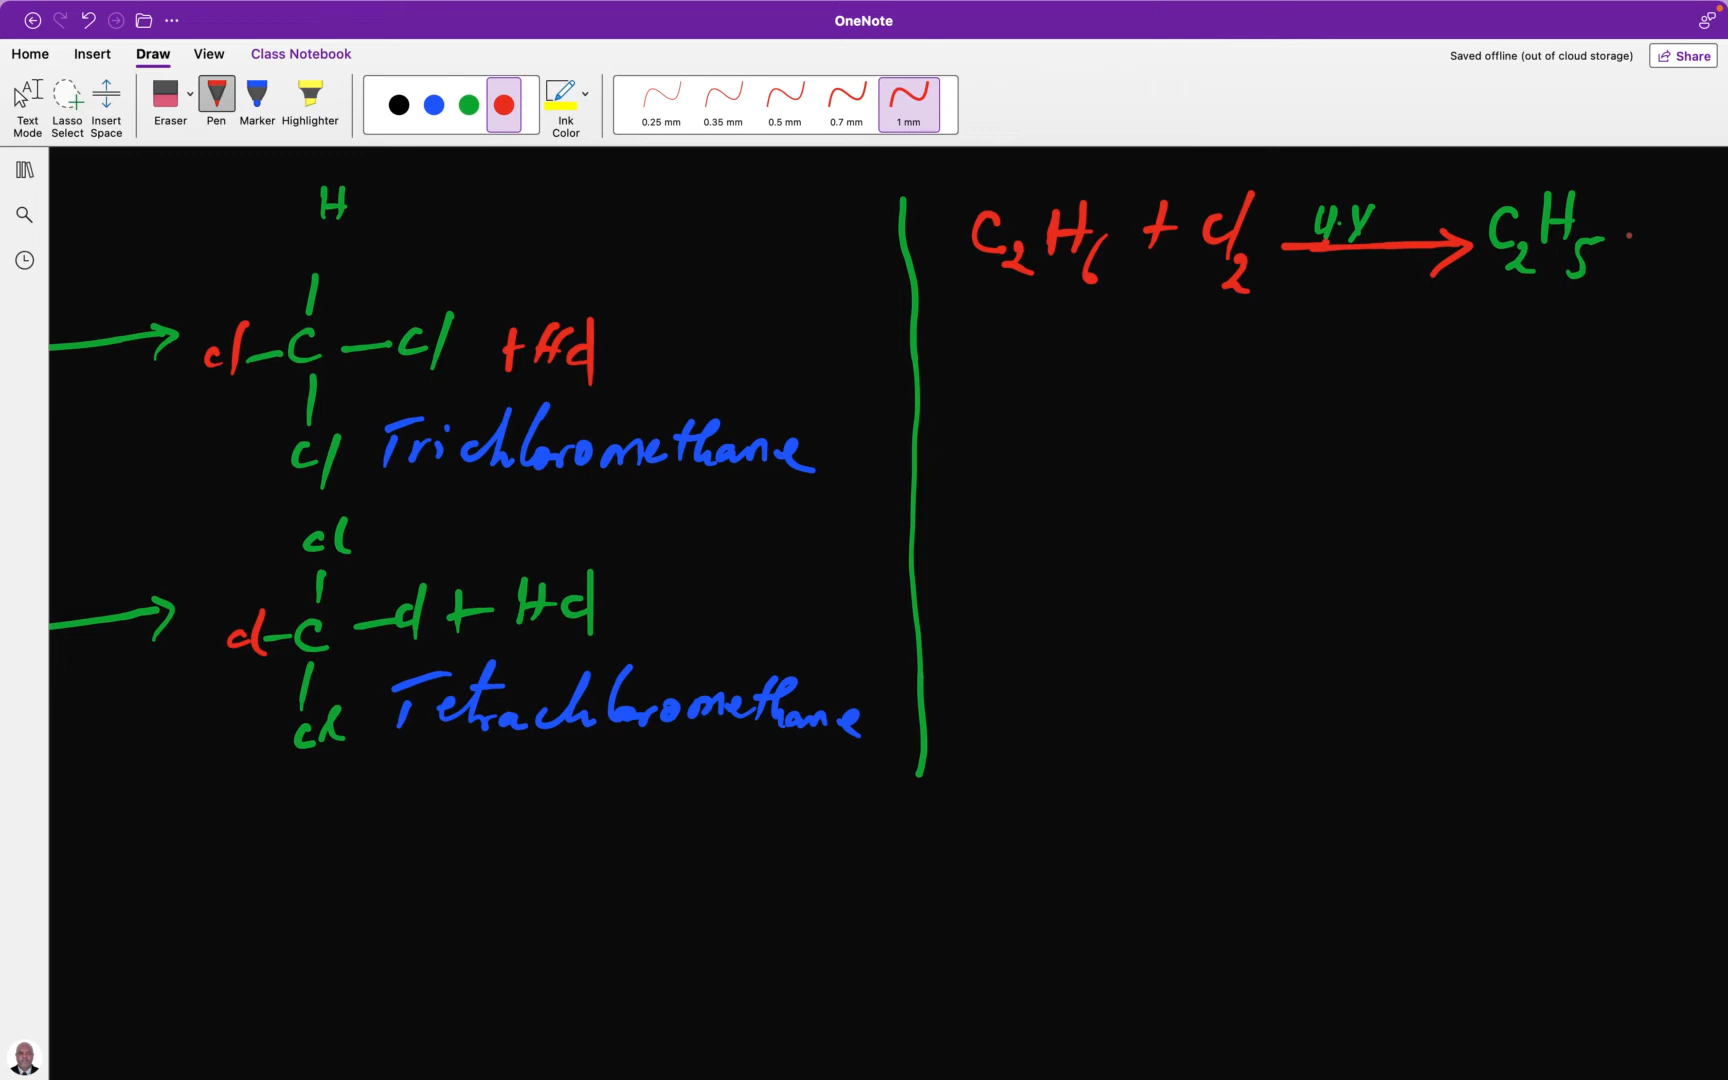 OneNote
Home Insert Draw View Class Notebook
Saved offline (out of cloud storage) Share
Text Mode
Lasso Select
Insert Space
Eraser
Pen
Marker
Highlighter
Ink Color
0.25 mm
0.35 mm
0.5 mm
0.7 mm
1 mm
H
Cl – C – Cl + HCl
Cl
Trichloromethane
Cl
Cl – C – Cl + HCl
Cl
Tetrachloromethane
C₂H₆ + Cl₂ → C₂H₅